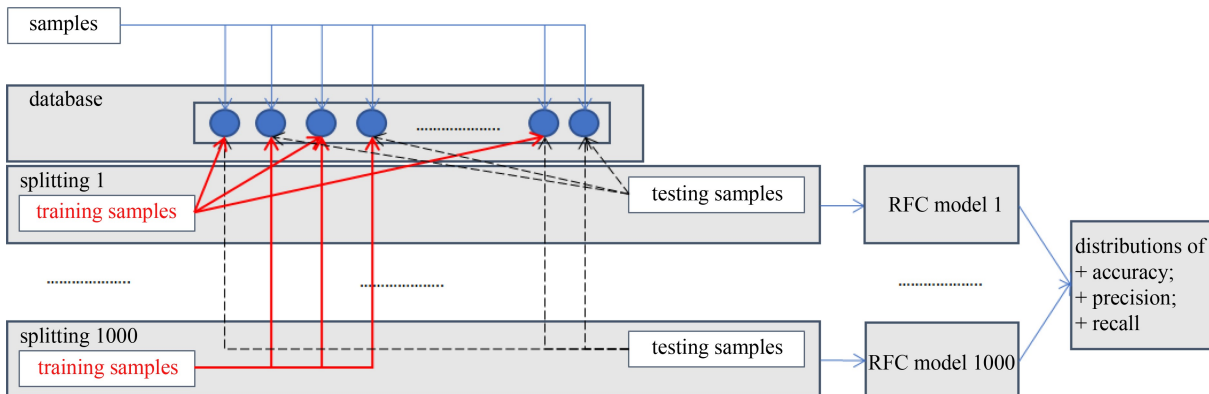 samples
database
....................
splitting 1
training samples
testing samples
RFC model 1
distributions of
+ accuracy;
+ precision;
+ recall
....................
....................
....................
splitting 1000
training samples
testing samples
RFC model 1000